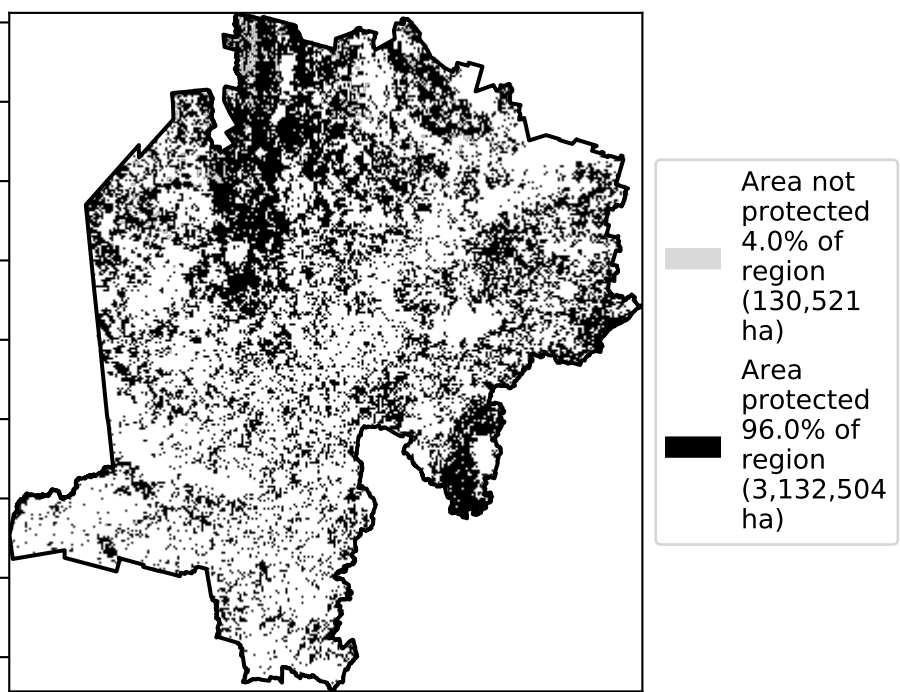 Area not
protected
4.0% of
region
(130,521
ha)
Area
protected
96.0% of
region
(3,132,504
ha)